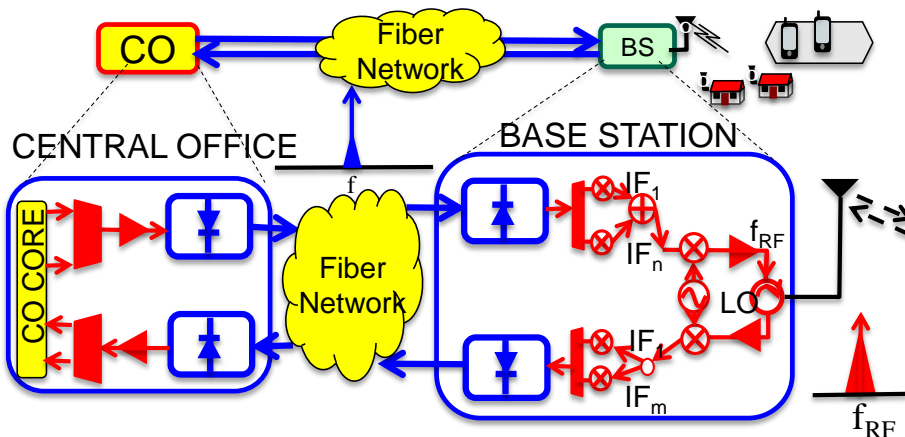 CO
Fiber
Network
BS
CENTRAL OFFICE
BASE STATION
f
CO CORE
Fiber
Network
IF1
IFn
fRF
LO
IF1
IFm
fRF